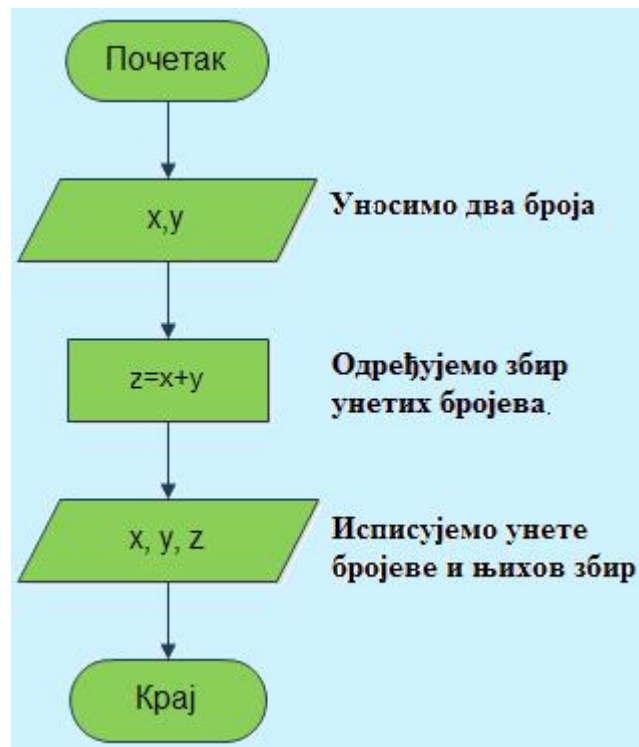 Почетак
x,y
Уносимо два броја
z=x+y
Одређујемо збир
унетих бројева.
x, y, z
Исписујемо унете
бројеве и њихов збир
Крај